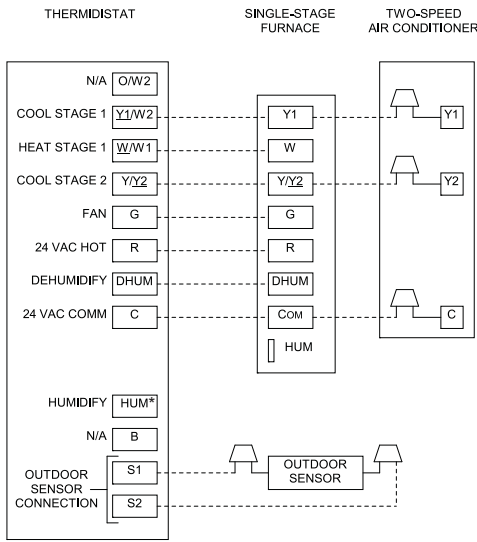 THERMIDISTAT
SINGLE-STAGE
FURNACE
TWO-SPEED
AIR CONDITIONER
N/A O/W2
COOL STAGE 1 Y1/W2 Y1 Y1
HEAT STAGE 1 W/W1 W
COOL STAGE 2 Y/Y2 Y/Y2 Y2
FAN G G
24 VAC HOT R R
DEHUMIDIFY DHUM DHUM
24 VAC COMM C COM C
HUM
HUMIDIFY HUM*
N/A B
OUTDOOR
SENSOR
CONNECTION
S1
S2
OUTDOOR
SENSOR